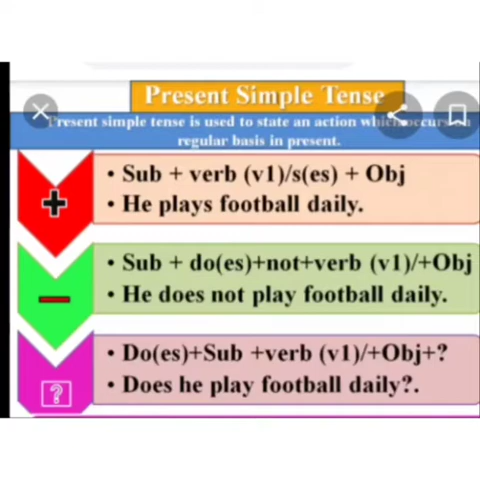 Present Simple Tense
Present simple tense is used to state an action which occurs on
regular basis in present.
+
• Sub + verb (v1)/s(es) + Obj
• He plays football daily.
–
• Sub + do(es)+not+verb (v1)/+Obj
• He does not play football daily.
?
• Do(es)+Sub +verb (v1)/+Obj+?
• Does he play football daily?.